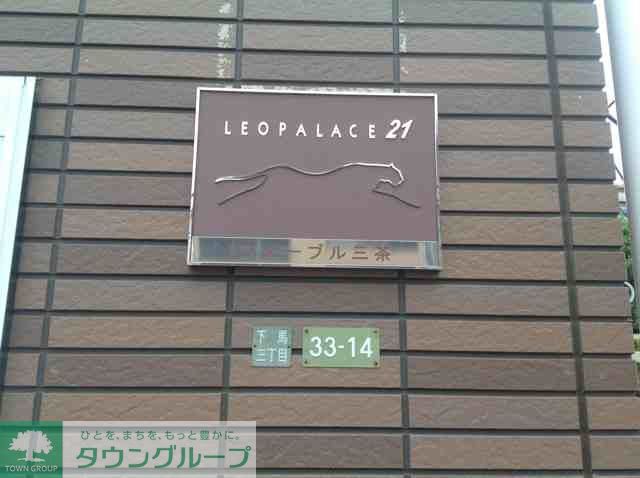 LEOPALACE 21
ーブル三茶
下馬
三丁目
33-14
ひとを、まちを、もっと豊かに。
TOWN GROUP
タウングループ